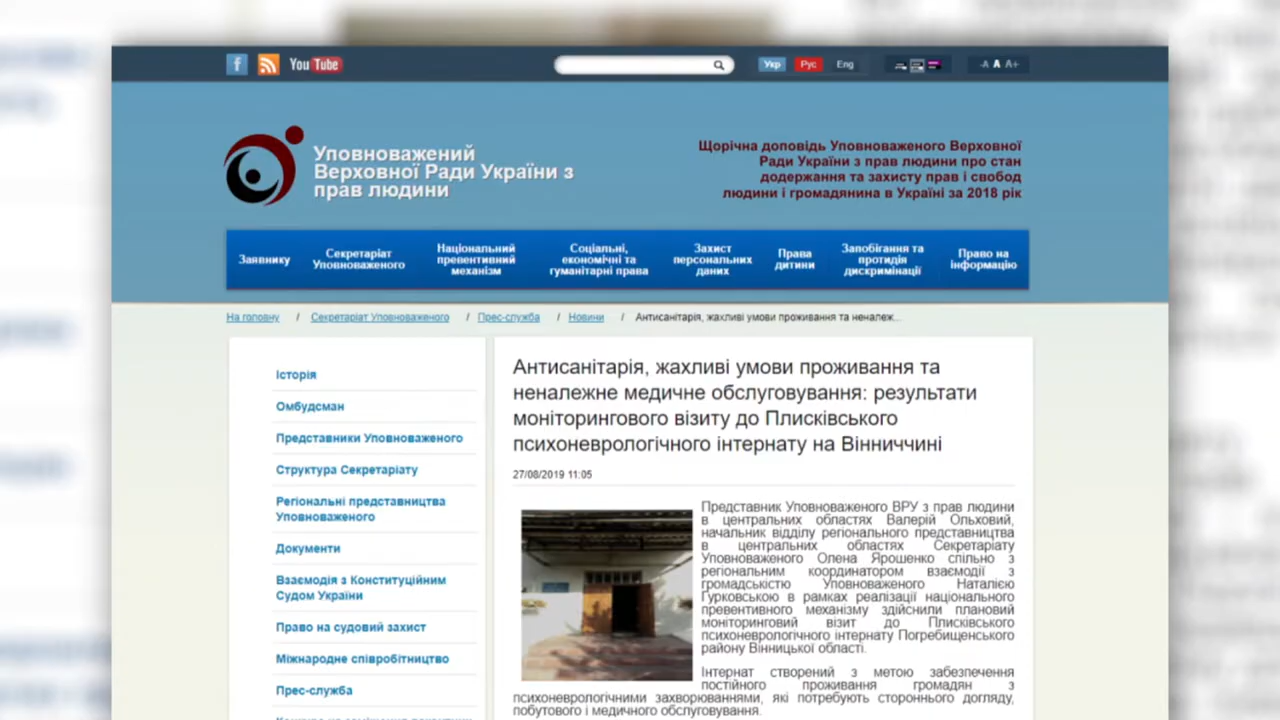 f
You Tube
Укр Рус Eng
-A A A+
Уповноважений
Верховної Ради України з
прав людини
Щорічна доповідь Уповноваженого Верховної
Ради України з прав людини про стан
додержання та захисту прав і свобод
людини і громадянина в Україні за 2018 рік
Заявнику
Секретаріат
Уповноваженого
Національний
превентивний
механізм
Соціальні,
економічні та
гуманітарні права
Захист
персональних
даних
Права
дитини
Запобігання та
протидія
дискримінації
Право на
інформацію
На головну / Секретаріат Уповноваженого / Прес-служба / Новини / Антисанітарія, жахливі умови проживання та неналеж...
Історія
Омбудсман
Представники Уповноваженого
Структура Секретаріату
Регіональні представництва
Уповноваженого
Документи
Взаємодія з Конституційним
Судом України
Право на судовий захист
Міжнародне співробітництво
Прес-служба
Антисанітарія, жахливі умови проживання та
неналежне медичне обслуговування: результати
моніторингового візиту до Плисківського
психоневрологічного інтернату на Вінниччині
27/08/2019 11:05
Представник Уповноваженого ВРУ з прав людини
в центральних областях Валерій Ольховий,
начальник відділу регіонального представництва
в центральних областях Секретаріату
Уповноваженого Олена Ярошенко спільно з
регіональним координатором взаємодії з
громадськістю Уповноваженого Наталією
Гурковською в рамках реалізації національного
превентивного механізму здійснили плановий
моніторинговий візит до Плисківського
психоневрологічного інтернату Погребищенського
району Вінницької області.
Інтернат створений з метою забезпечення
постійного проживання громадян з
психоневрологічними захворюваннями, які потребують стороннього догляду,
побутового і медичного обслуговування.